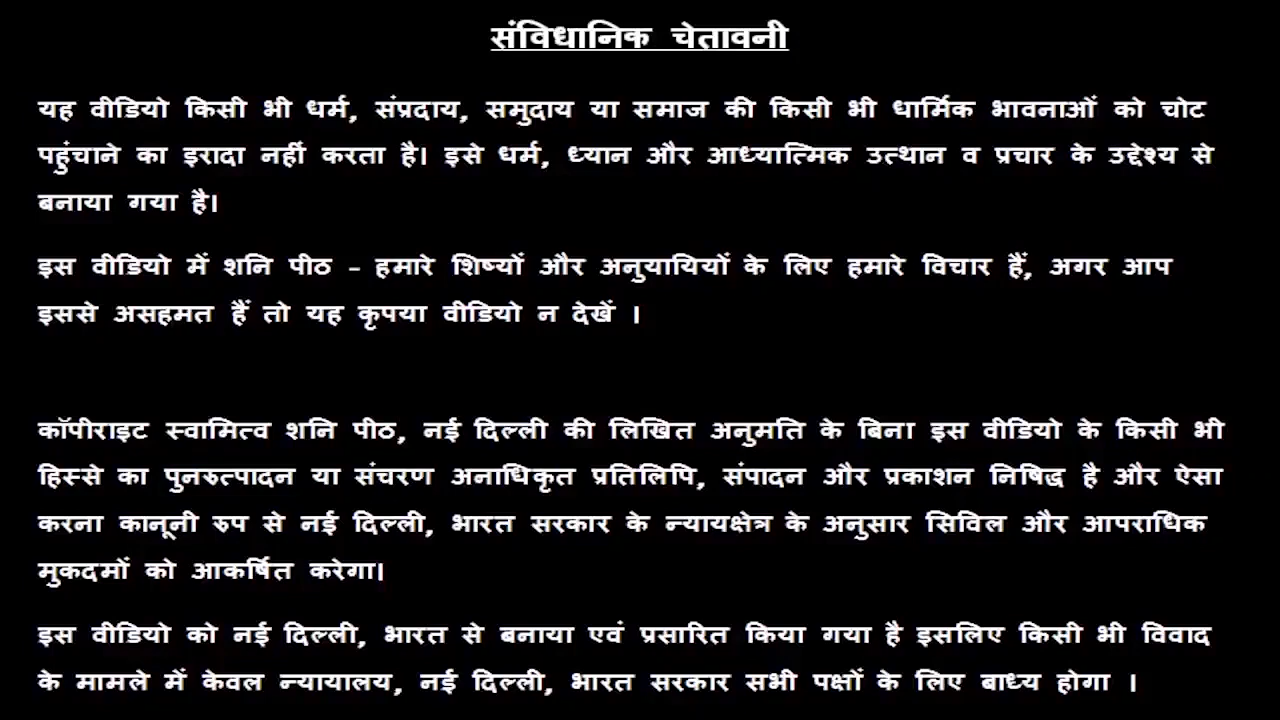 संविधानिक चेतावनी
यह वीडियो किसी भी धर्म, संप्रदाय, समुदाय या समाज की किसी भी धार्मिक भावनाओं को चोट
पहुंचाने का इरादा नहीं करता है। इसे धर्म, ध्यान और आध्यात्मिक उत्थान व प्रचार के उद्देश्य से
बनाया गया है।
इस वीडियो में शनि पीठ – हमारे शिष्यों और अनुयायियों के लिए हमारे विचार हैं, अगर आप
इससे असहमत हैं तो यह कृपया वीडियो न देखें ।
कॉपीराइट स्वामित्व शनि पीठ, नई दिल्ली की लिखित अनुमति के बिना इस वीडियो के किसी भी
हिस्से का पुनरुत्पादन या संचरण अनाधिकृत प्रतिलिपि, संपादन और प्रकाशन निषिद्ध है और ऐसा
करना कानूनी रुप से नई दिल्ली, भारत सरकार के न्यायक्षेत्र के अनुसार सिविल और आपराधिक
मुकदमों को आकर्षित करेगा।
इस वीडियो को नई दिल्ली, भारत से बनाया एवं प्रसारित किया गया है इसलिए किसी भी विवाद
के मामले में केवल न्यायालय, नई दिल्ली, भारत सरकार सभी पक्षों के लिए बाध्य होगा ।